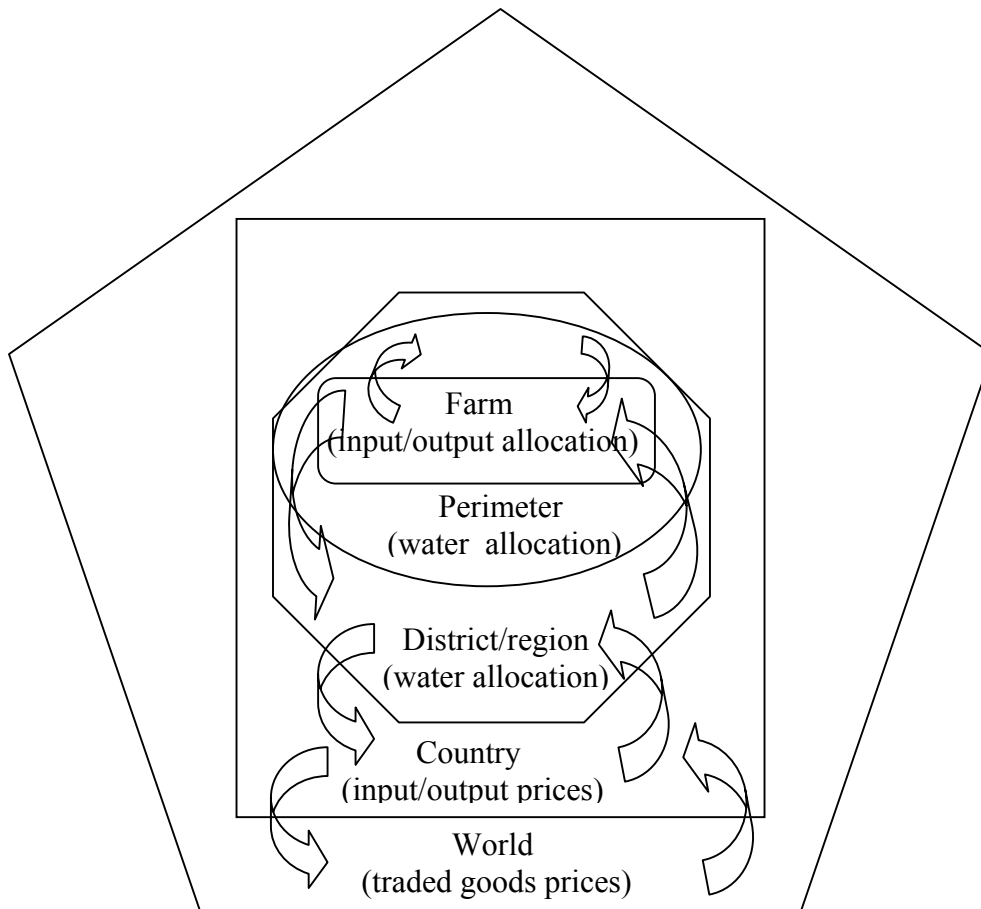 Farm
(input/output allocation)
Perimeter
(water allocation)
District/region
(water allocation)
Country
(input/output prices)
World
(traded goods prices)